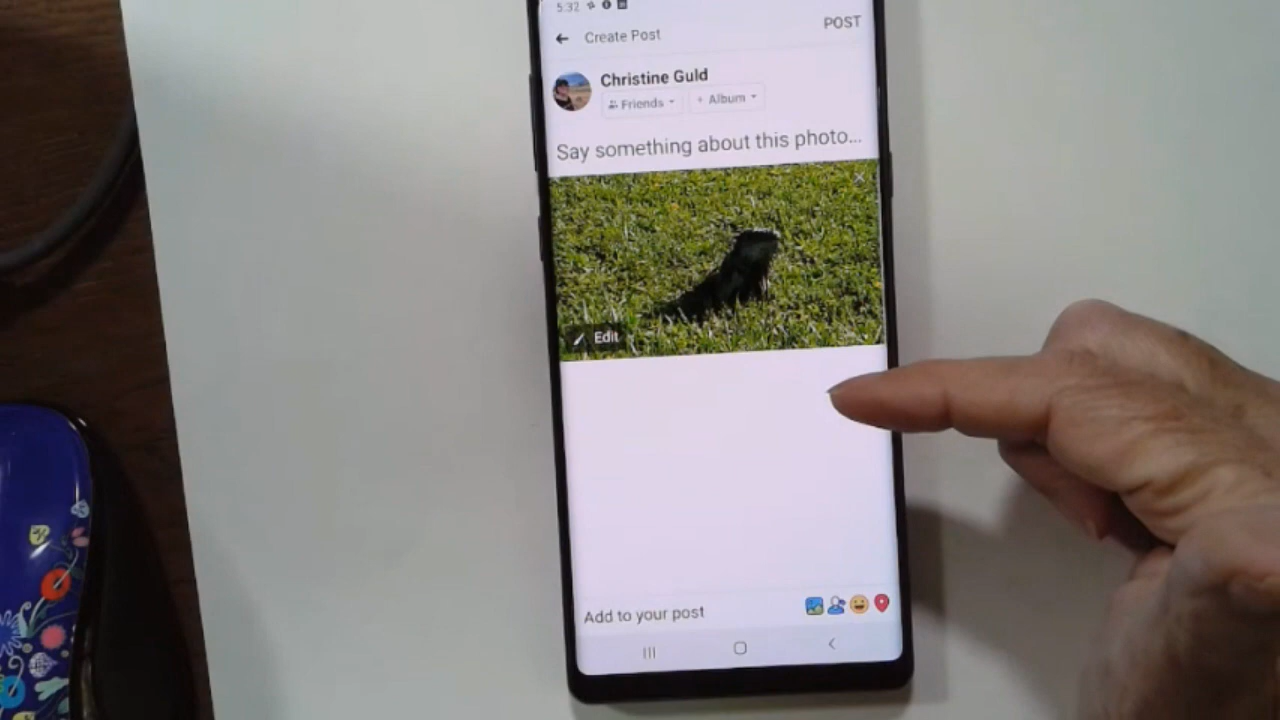 5:32
Create Post
POST
Christine Guld
Friends
+ Album
Say something about this photo...
Edit
Add to your post